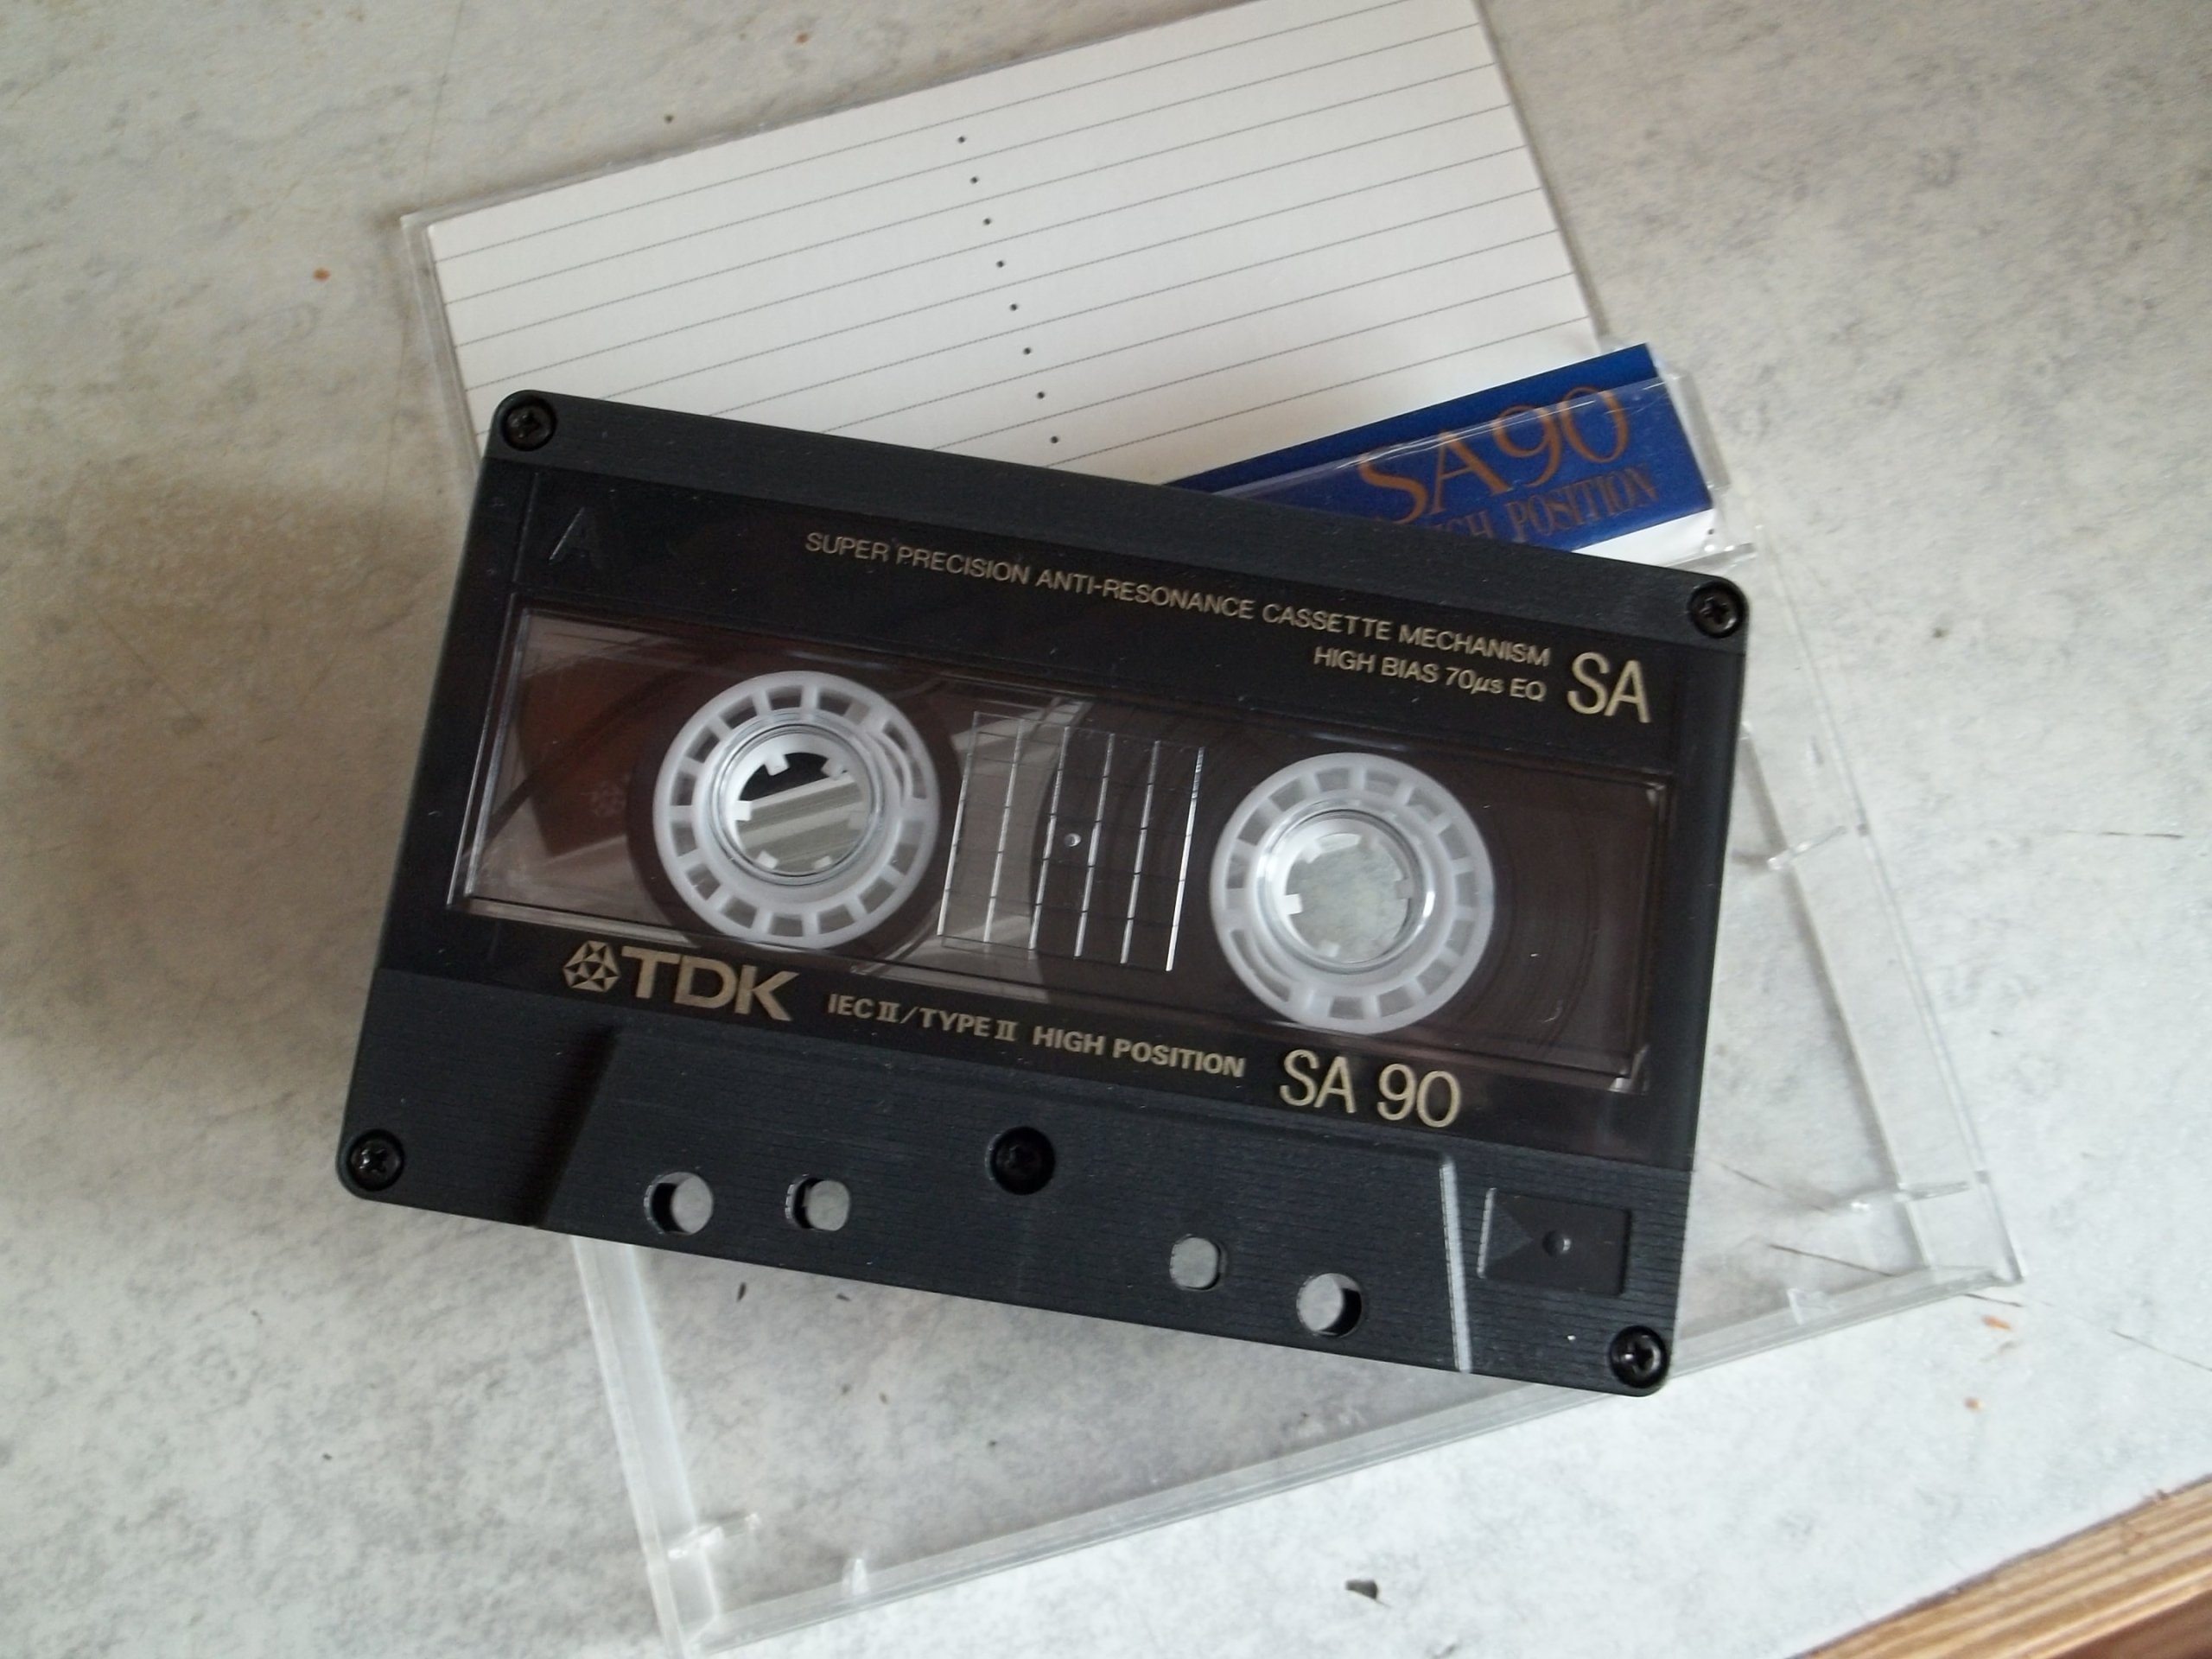 SA90
HIGH POSITION
A
SUPER PRECISION ANTI-RESONANCE CASSETTE MECHANISM
HIGH BIAS 70µs EQ
SA
TDK
IEC II/TYPE II HIGH POSITION
SA 90